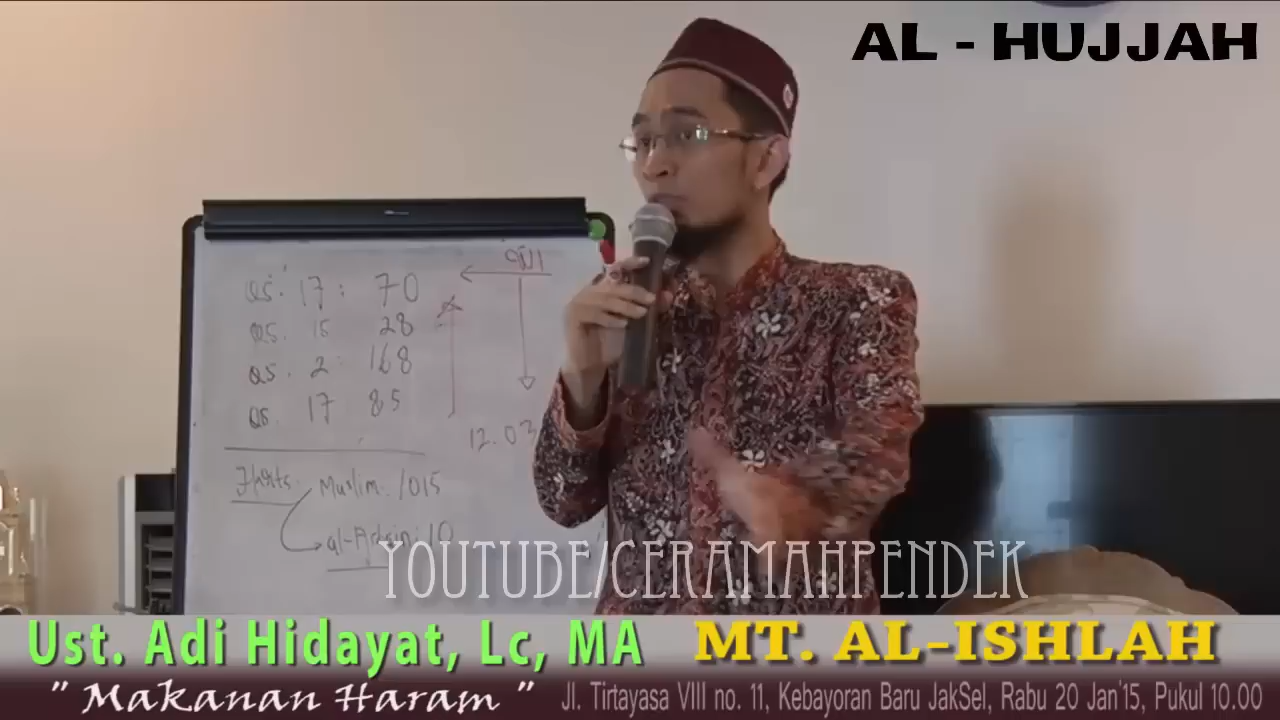 AL - HUJJAH
QS. 17 : 70
QS. 15 28
QS. 2 : 168
QS. 17 85
12.03
Muslim: 1015
YOUTUBE/CERAMAHPENDEK
Ust. Adi Hidayat, Lc, MA
MT. AL-ISHLAH
" Makanan Haram "
Jl. Tirtayasa VIII no. 11, Kebayoran Baru JakSel, Rabu 20 Jan'15, Pukul 10.00